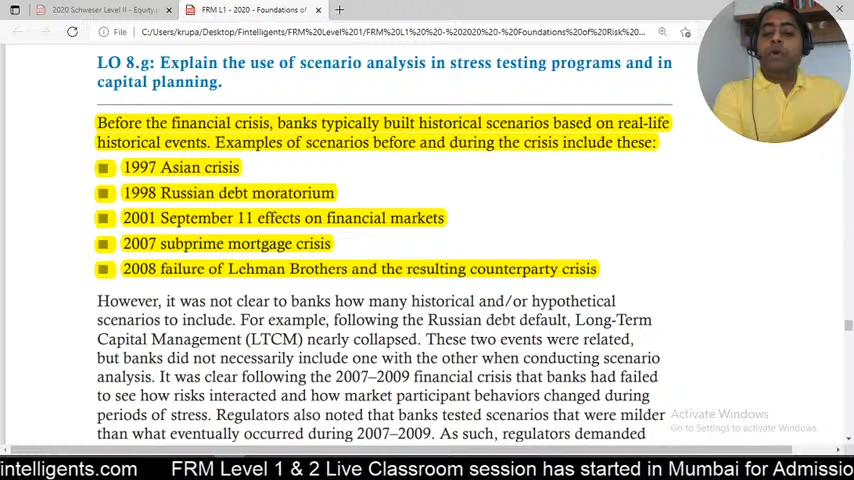 2020 Schweser Level II - Equity.
FRM L1 - 2020 - Foundations of
File
C:/Users/krupa/Desktop/Fintelligents/FRM%20Level%201/FRM%20L1%20%20-%202020%20-%20Foundations%20of%20Risk%20M...
LO 8.g: Explain the use of scenario analysis in stress testing programs and in
capital planning.
Before the financial crisis, banks typically built historical scenarios based on real-life
historical events. Examples of scenarios before and during the crisis include these:
1997 Asian crisis
1998 Russian debt moratorium
2001 September 11 effects on financial markets
2007 subprime mortgage crisis
2008 failure of Lehman Brothers and the resulting counterparty crisis
However, it was not clear to banks how many historical and/or hypothetical
scenarios to include. For example, following the Russian debt default, Long-Term
Capital Management (LTCM) nearly collapsed. These two events were related,
but banks did not necessarily include one with the other when conducting scenario
analysis. It was clear following the 2007–2009 financial crisis that banks had failed
to see how risks interacted and how market participant behaviors changed during
periods of stress. Regulators also noted that banks tested scenarios that were milder
than what eventually occurred during 2007–2009. As such, regulators demanded
Activate Windows
Go to Settings to activate Windows.
intelligents.com FRM Level 1 & 2 Live Classroom session has started in Mumbai for Admissio